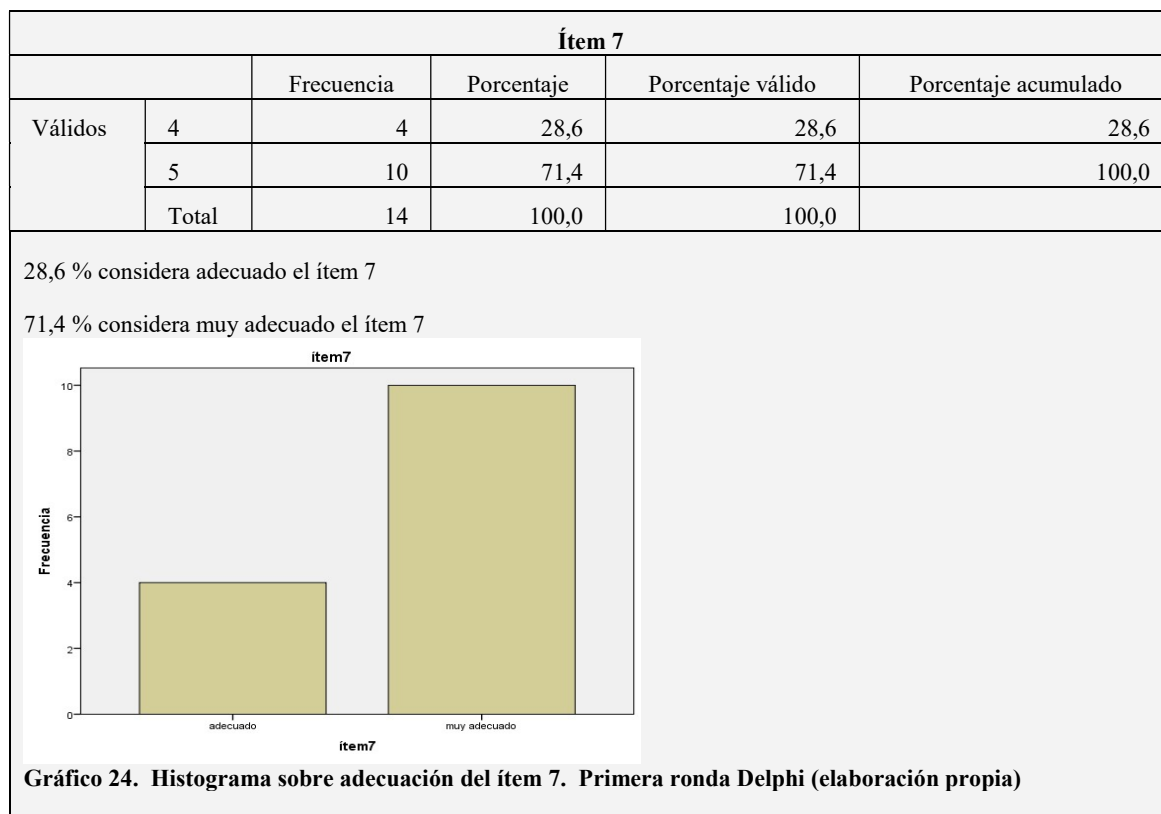 Ítem 7
Frecuencia Porcentaje Porcentaje válido Porcentaje acumulado
Válidos 4 4 28,6 28,6 28,6
5 10 71,4 71,4 100,0
Total 14 100,0 100,0
28,6 % considera adecuado el ítem 7
71,4 % considera muy adecuado el ítem 7
ítem7
10
8
6
4
2
0
Frecuencia
adecuado muy adecuado
ítem7
Gráfico 24. Histograma sobre adecuación del ítem 7. Primera ronda Delphi (elaboración propia)